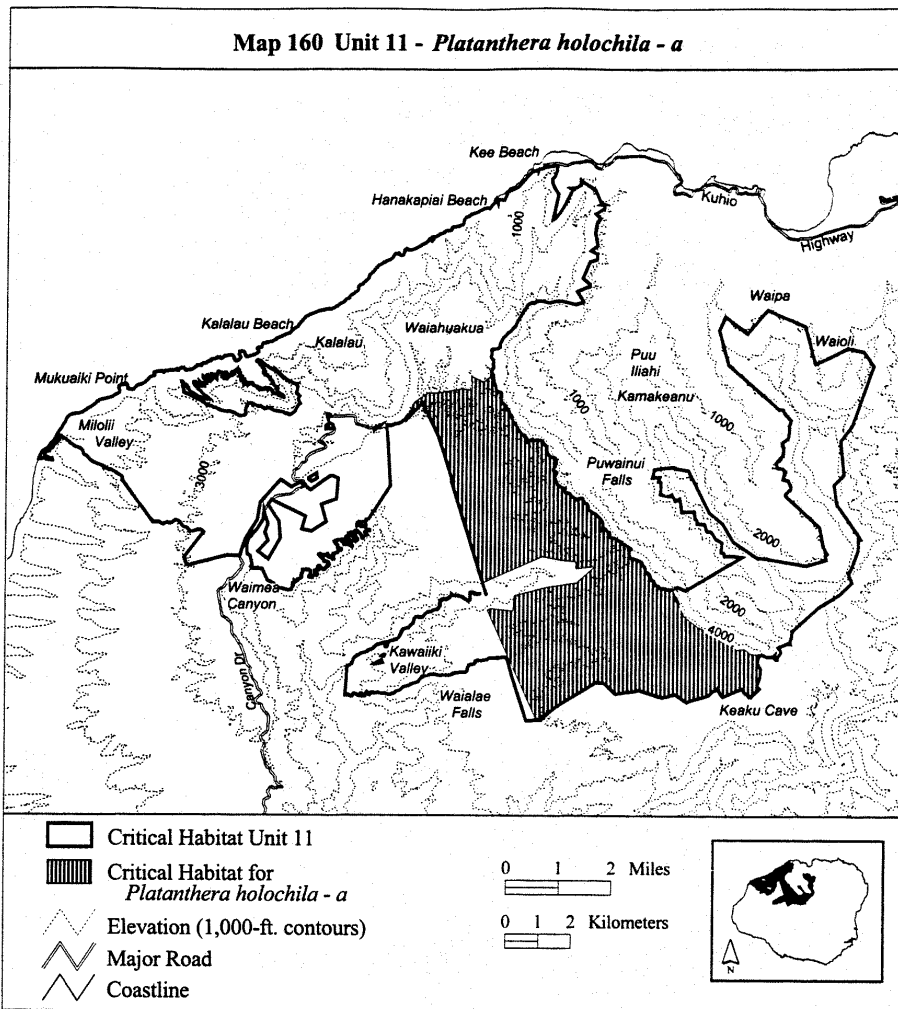 Map 160 Unit 11 - Platanthera holochila - a
Kee Beach
Hanakapiai Beach
Kuhio
Highway
1000
Waipa
Kalalau Beach
Kalalau
Waiahuakua
Waioli
Mukuaiki Point
Puu
Iliahi
Kamakeanu
1000
1000
Milolii
Valley
3000
Puwainui
Falls
2000
Waimea
Canyon
2000
4000
Kawaiiki
Valley
Canyon Dr
Waialae
Falls
Keaku Cave
Critical Habitat Unit 11
Critical Habitat for
Platanthera holochila - a
Elevation (1,000-ft. contours)
Major Road
Coastline
0 1 2 Miles
0 1 2 Kilometers
N